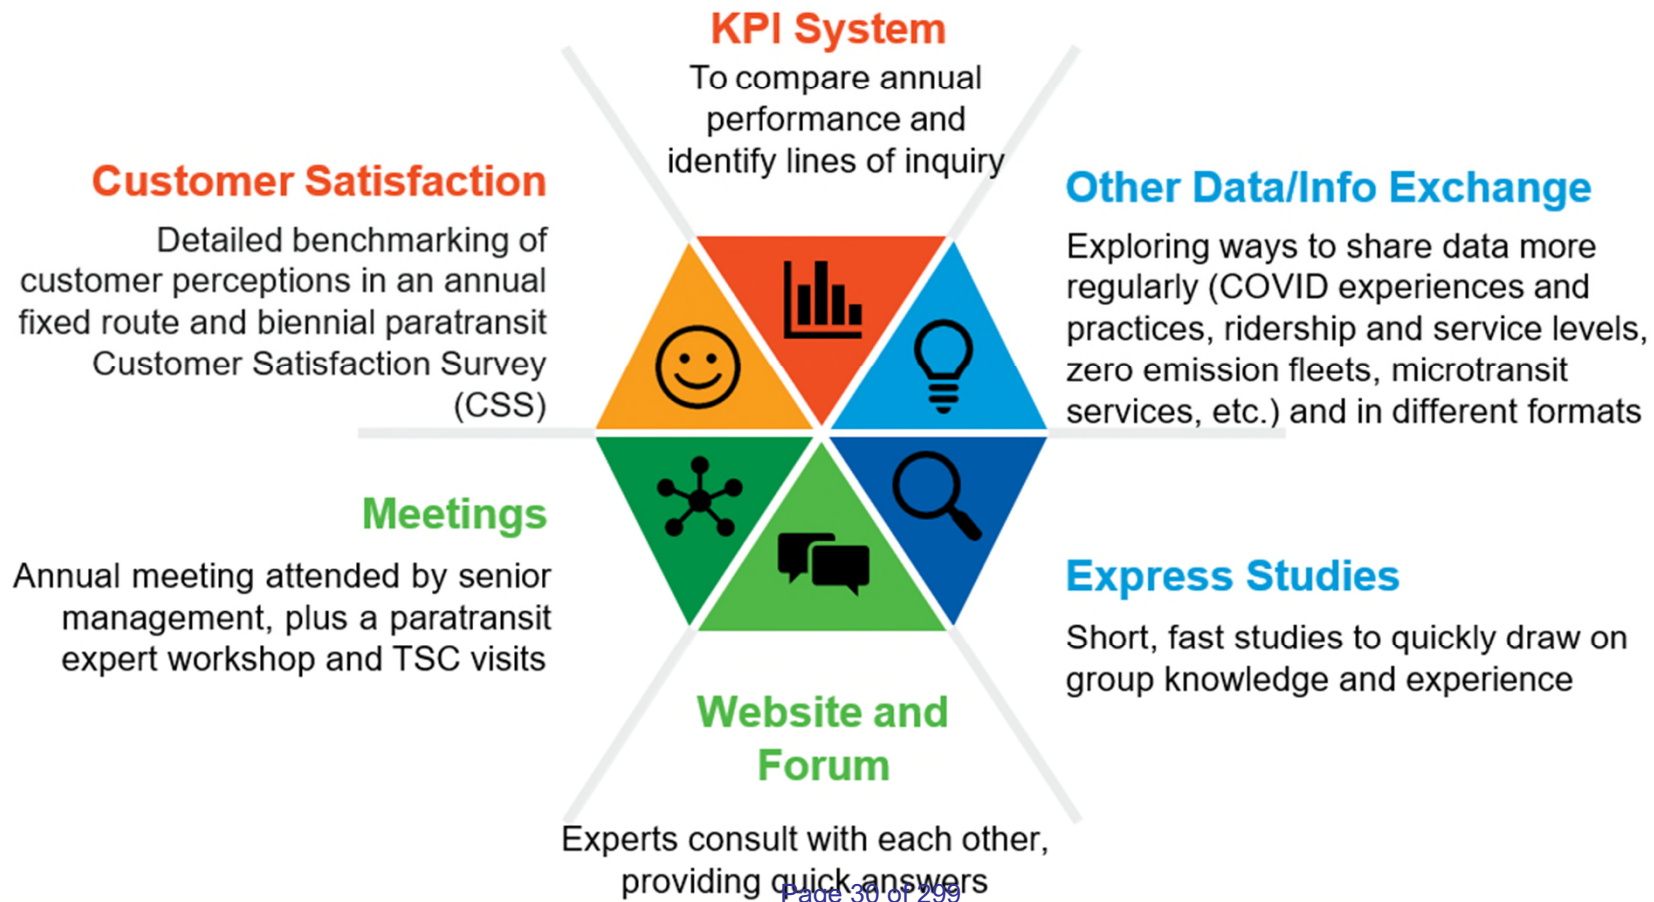 KPI System
To compare annual
performance and
identify lines of inquiry
Customer Satisfaction
Detailed benchmarking of
customer perceptions in an annual
fixed route and biennial paratransit
Customer Satisfaction Survey
(CSS)
Other Data/Info Exchange
Exploring ways to share data more
regularly (COVID experiences and
practices, ridership and service levels,
zero emission fleets, microtransit
services, etc.) and in different formats
Meetings
Annual meeting attended by senior
management, plus a paratransit
expert workshop and TSC visits
Express Studies
Short, fast studies to quickly draw on
group knowledge and experience
Website and
Forum
Experts consult with each other,
providing quick answers
Page 30 of 299